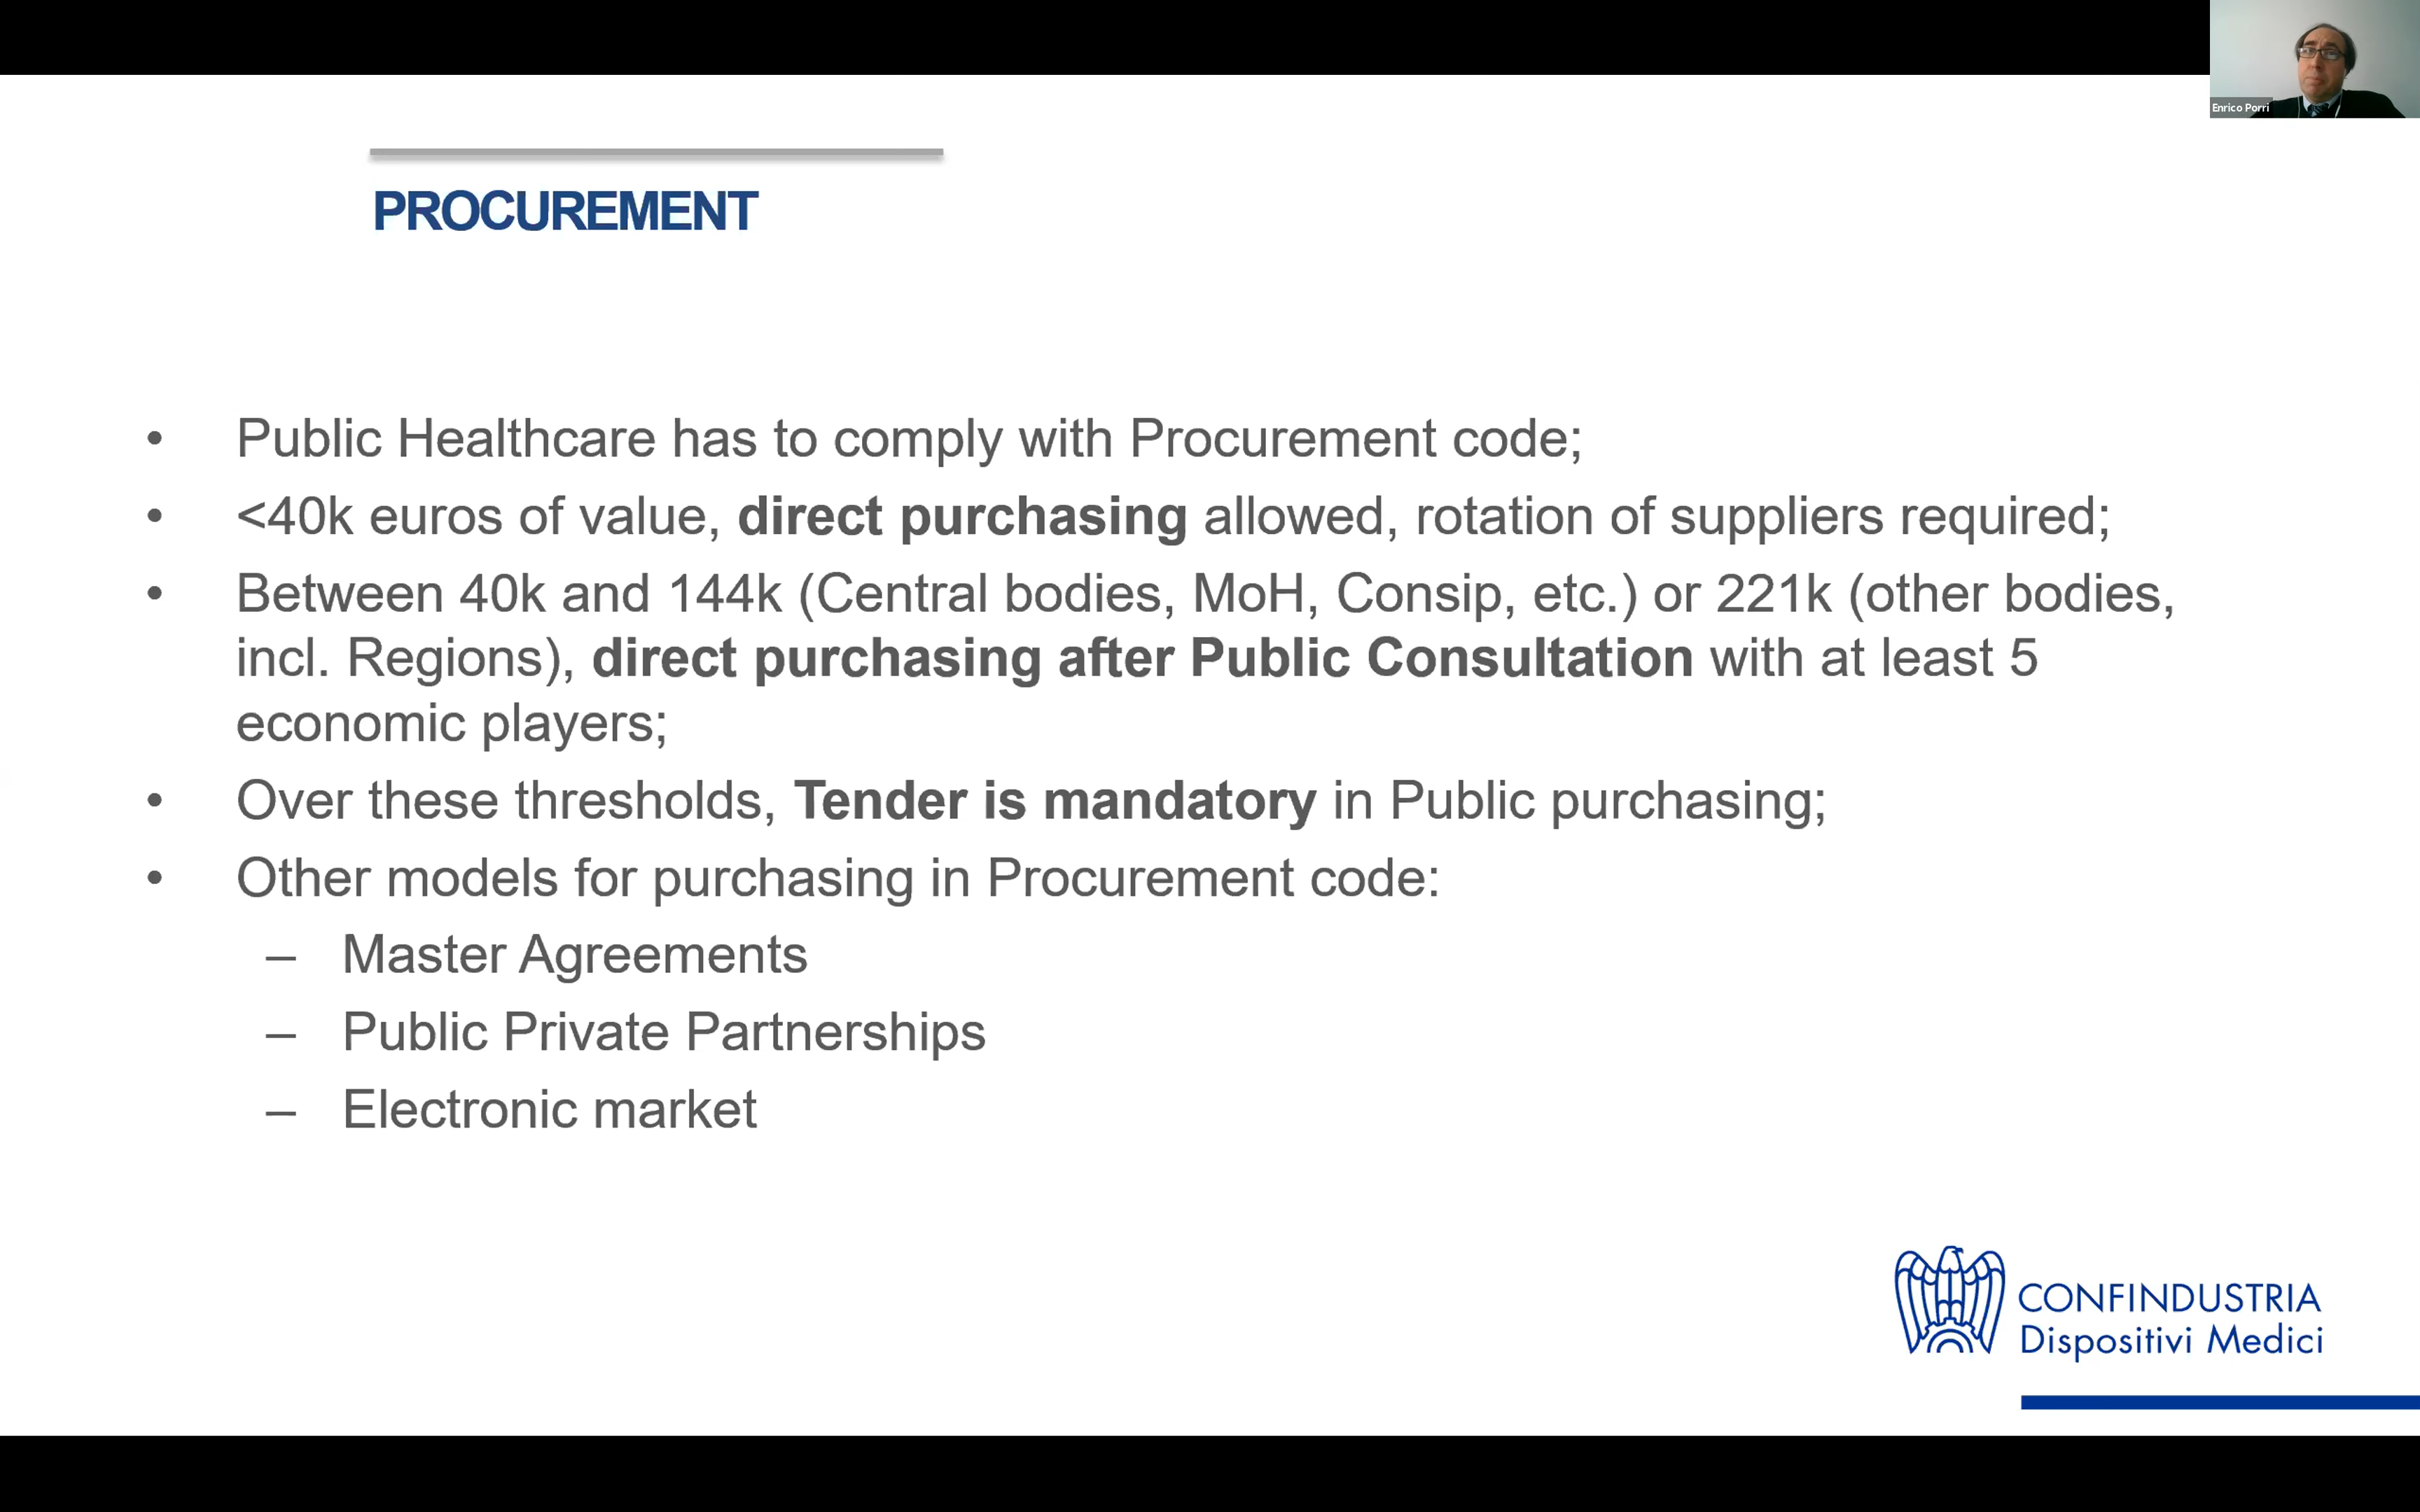 Enrico Porri
PROCUREMENT
• Public Healthcare has to comply with Procurement code;
• <40k euros of value, direct purchasing allowed, rotation of suppliers required;
• Between 40k and 144k (Central bodies, MoH, Consip, etc.) or 221k (other bodies,
incl. Regions), direct purchasing after Public Consultation with at least 5
economic players;
• Over these thresholds, Tender is mandatory in Public purchasing;
• Other models for purchasing in Procurement code:
– Master Agreements
– Public Private Partnerships
– Electronic market
CONFINDUSTRIA
Dispositivi Medici